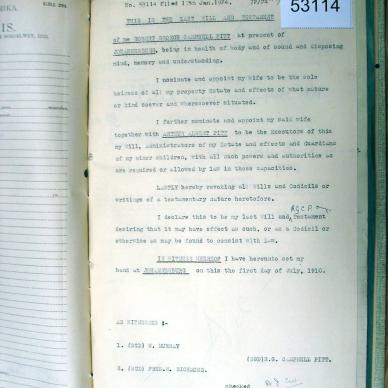 RIKA.
IS.
No. 53114 filed 17th Jan. 1924.
53114
THIS IS THE LAST WILL AND TESTAMENT
of me ROBERT GEORGE CAMPBELL PITT at present of
JOHANNESBURG, being in health of body and of sound and disposing
mind, memory and understanding.
I nominate and appoint my wife to be the sole
heiress of all my property Estate and effects of what nature
or kind soever and wheresoever situated.
I further nominate and appoint my said wife
together with ALBERT PITT to be the Executors of this
my Will, Administrators of my Estate and effects and Guardians
of my minor children, with all such powers and authorities as
are required or allowed by law in those capacities.
LASTLY hereby revoking all Wills and Codicils or
writings of a testamentary nature heretofore.
R.G.C.P.
I declare this to be my last Will and Testament
desiring that it may have effect as such, or as a Codicil or
otherwise as may be found to consist with Law.
IN WITNESS WHEREOF I have hereunto set my
hand at JOHANNESBURG on this the first day of July, 1910.
AS WITNESSES :-
1. (SGD) W. MURRAY
(SGD)R.G. CAMPBELL PITT.
2. (SGD) FRED.
checked